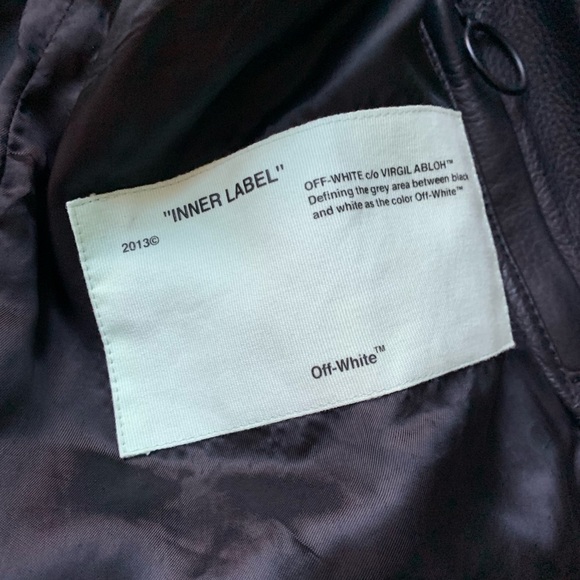 "INNER LABEL"
OFF-WHITE c/o VIRGIL ABLOH™
Defining the grey area between black
and white as the color Off-White™
2013©
Off-White™